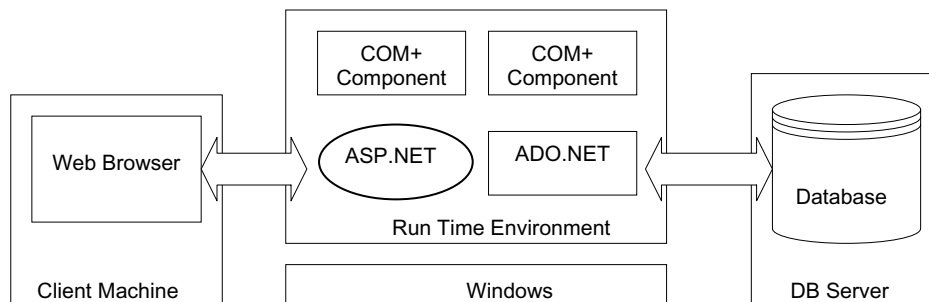 COM+
Component
COM+
Component
Web Browser
ASP.NET
ADO.NET
Database
Run Time Environment
Client Machine
Windows
DB Server